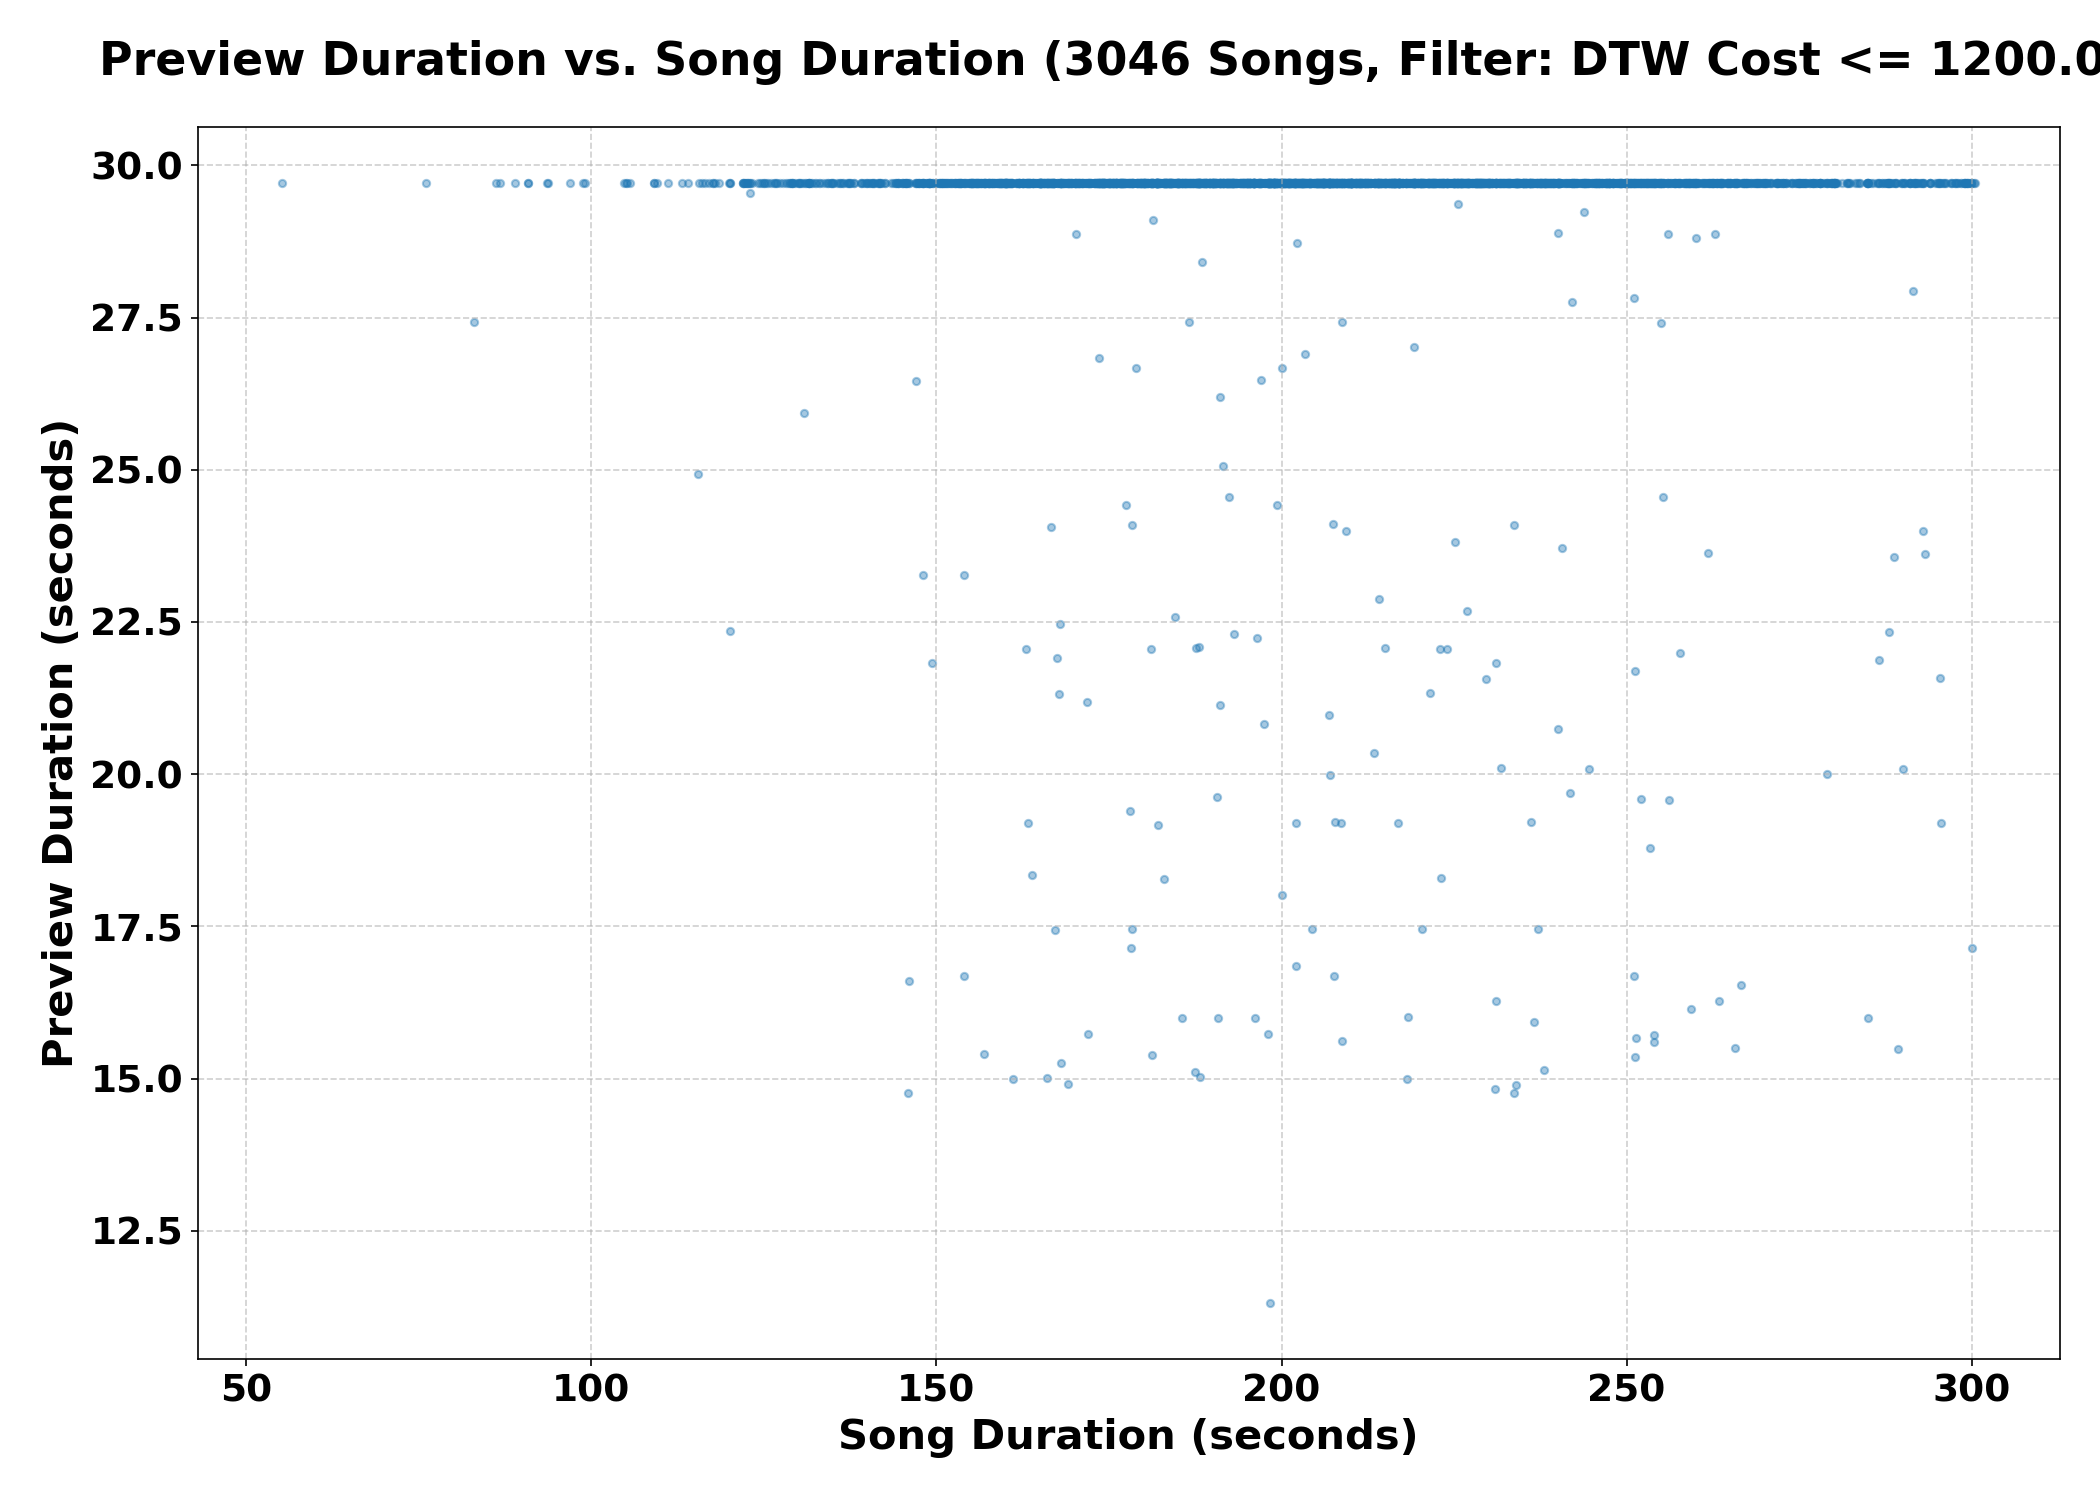 Preview Duration vs. Song Duration (3046 Songs, Filter: DTW Cost <= 1200.0
30.0
27.5
25.0
22.5
20.0
17.5
15.0
12.5
Preview Duration (seconds)
50 100 150 200 250 300
Song Duration (seconds)